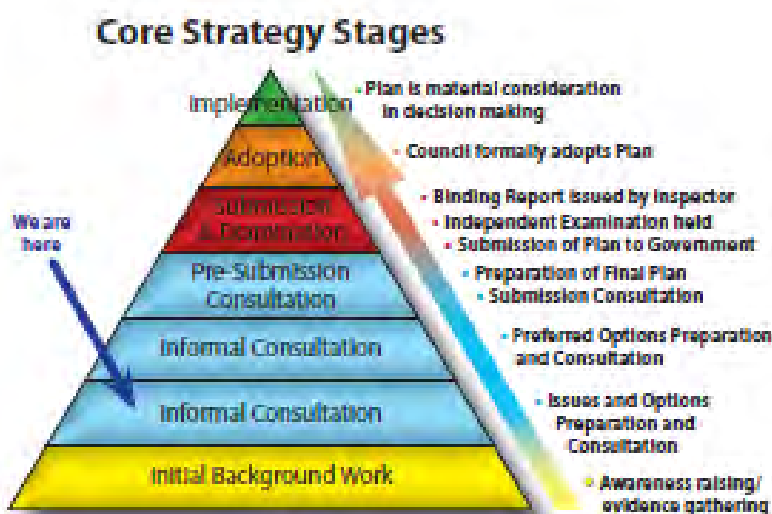 Core Strategy Stages
Implementation
Adoption
Submission
& Examination
Pre-Submission
Consultation
Informal Consultation
Informal Consultation
Initial Background Work
We are
here
• Plan is material consideration
in decision making
• Council formally adopts Plan
• Binding Report issued by Inspector
• Independent Examination held
• Submission of Plan to Government
• Preparation of Final Plan
• Submission Consultation
• Preferred Options Preparation
and Consultation
• Issues and Options
Preparation and
Consultation
• Awareness raising/
evidence gathering